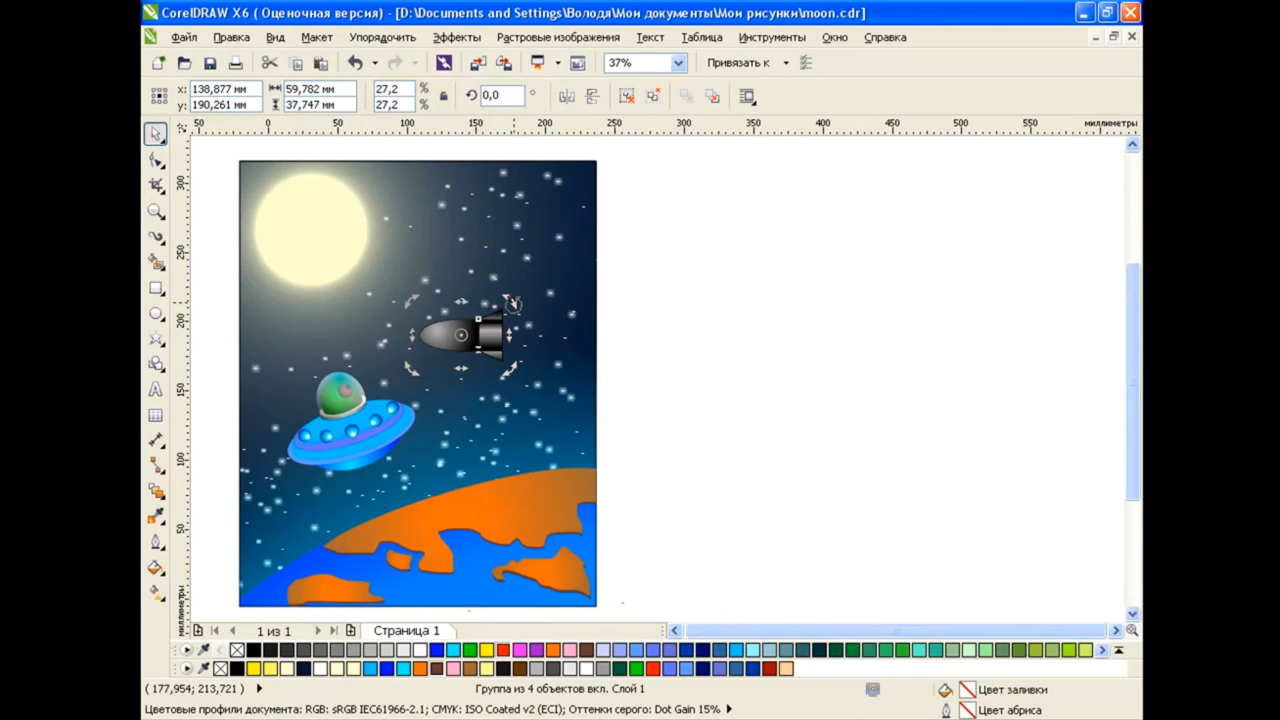 CorelDRAW X6 ( Оценочная версия) - [D:\Documents and Settings\Володя\Мои документы\Мои рисунки\moon.cdr]
Файл Правка Вид Макет Упорядочить Эффекты Растровые изображения Текст Таблица Инструменты Окно Справка
37% Привязать к
x: 138,877 мм 59,782 мм 27,2 % 0,0 °
y: 190,261 мм 37,747 мм 27,2 %
50 0 50 100 150 200 250 300 350 400 450 500 550 миллиметры
300
250
200
150
100
50
миллиметры
1 из 1 Страница 1
( 177,954; 213,721 ) Группа из 4 объектов вкл. Слой 1 Цвет заливки
Цветовые профили документа: RGB: sRGB IEC61966-2.1; CMYK: ISO Coated v2 (ECI); Оттенки серого: Dot Gain 15% Цвет абриса